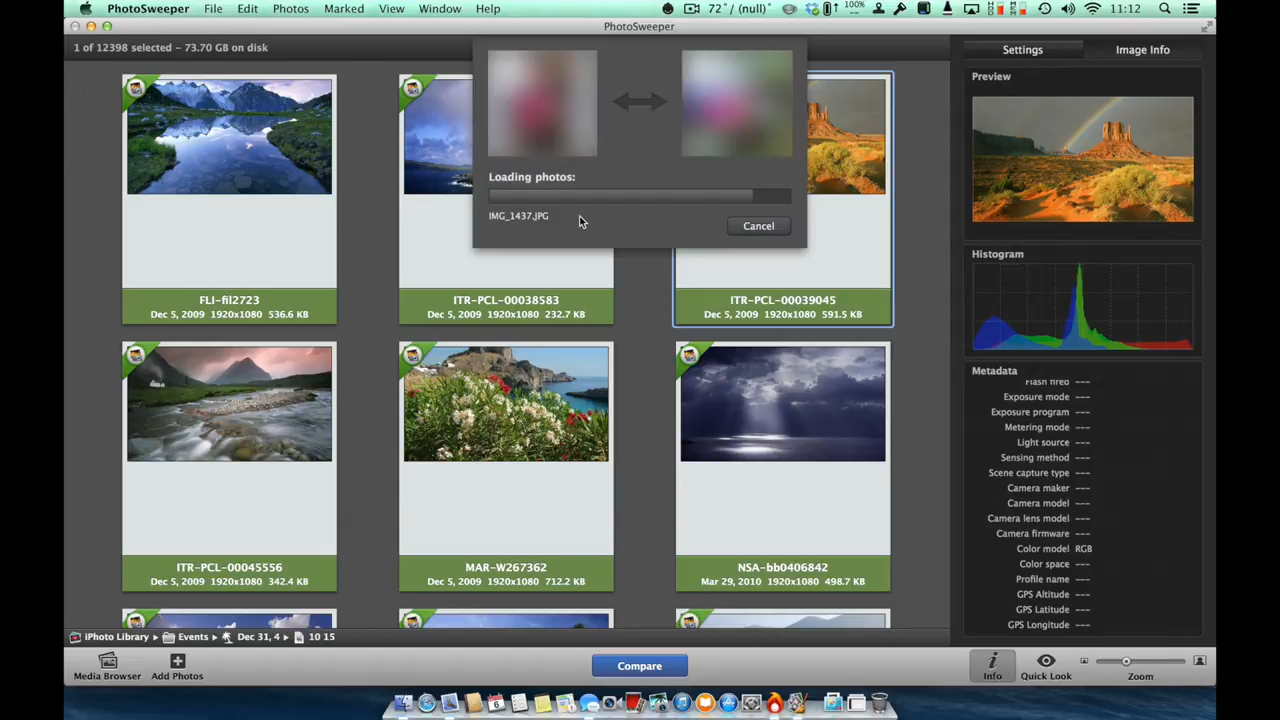 PhotoSweeper File Edit Photos Marked View Window Help 72° / (null) 100% 11:12
PhotoSweeper
1 of 12398 selected - 73.70 GB on disk
Settings Image Info
Preview
Loading photos:
IMG_1437.JPG
Cancel
Histogram
FLI-fil2723
Dec 5, 2009 1920x1080 536.6 KB
ITR-PCL-00038583
Dec 5, 2009 1920x1080 232.7 KB
ITR-PCL-00039045
Dec 5, 2009 1920x1080 591.5 KB
Metadata
Flash fired ---
Exposure mode ---
Exposure program ---
Metering mode ---
Light source ---
Sensing method ---
Scene capture type ---
Camera maker ---
Camera model ---
Camera lens model ---
Camera firmware ---
Color model RGB
Color space ---
Profile name ---
GPS Altitude ---
GPS Latitude ---
GPS Longitude ---
ITR-PCL-00045556
Dec 5, 2009 1920x1080 342.4 KB
MAR-W267362
Dec 5, 2009 1920x1080 712.2 KB
NSA-bb0406842
Mar 29, 2010 1920x1080 498.7 KB
iPhoto Library ▸ Events ▸ Dec 31, 4 ▸ 10 15
Media Browser
Add Photos
Compare
Info
Quick Look
Zoom
6